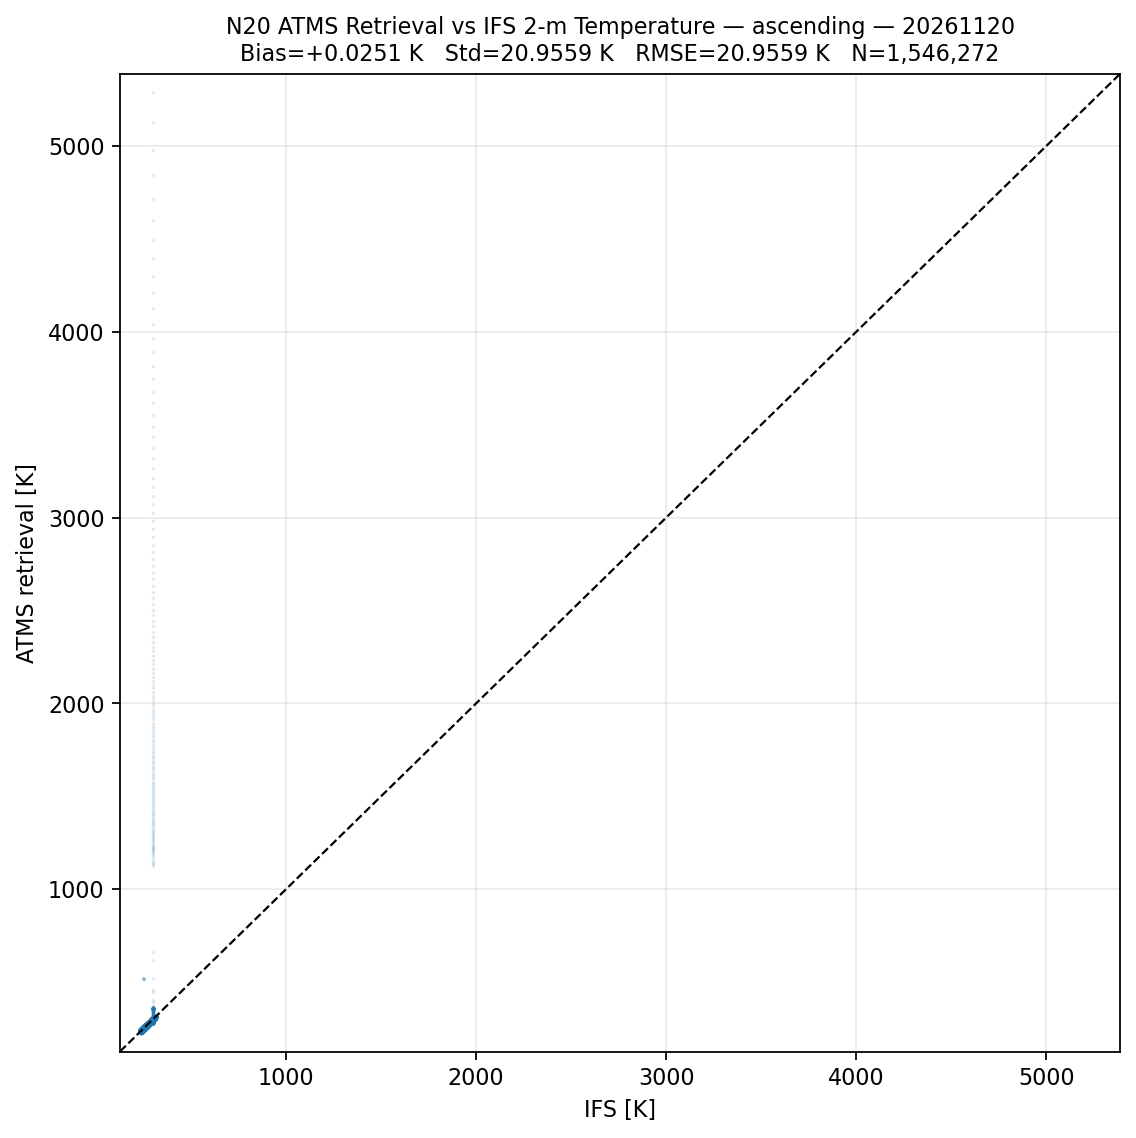 N20 ATMS Retrieval vs IFS 2-m Temperature — ascending — 20261120
Bias=+0.0251 K   Std=20.9559 K   RMSE=20.9559 K   N=1,546,272
5000
4000
3000
2000
1000
ATMS retrieval [K]
1000
2000
3000
4000
5000
IFS [K]